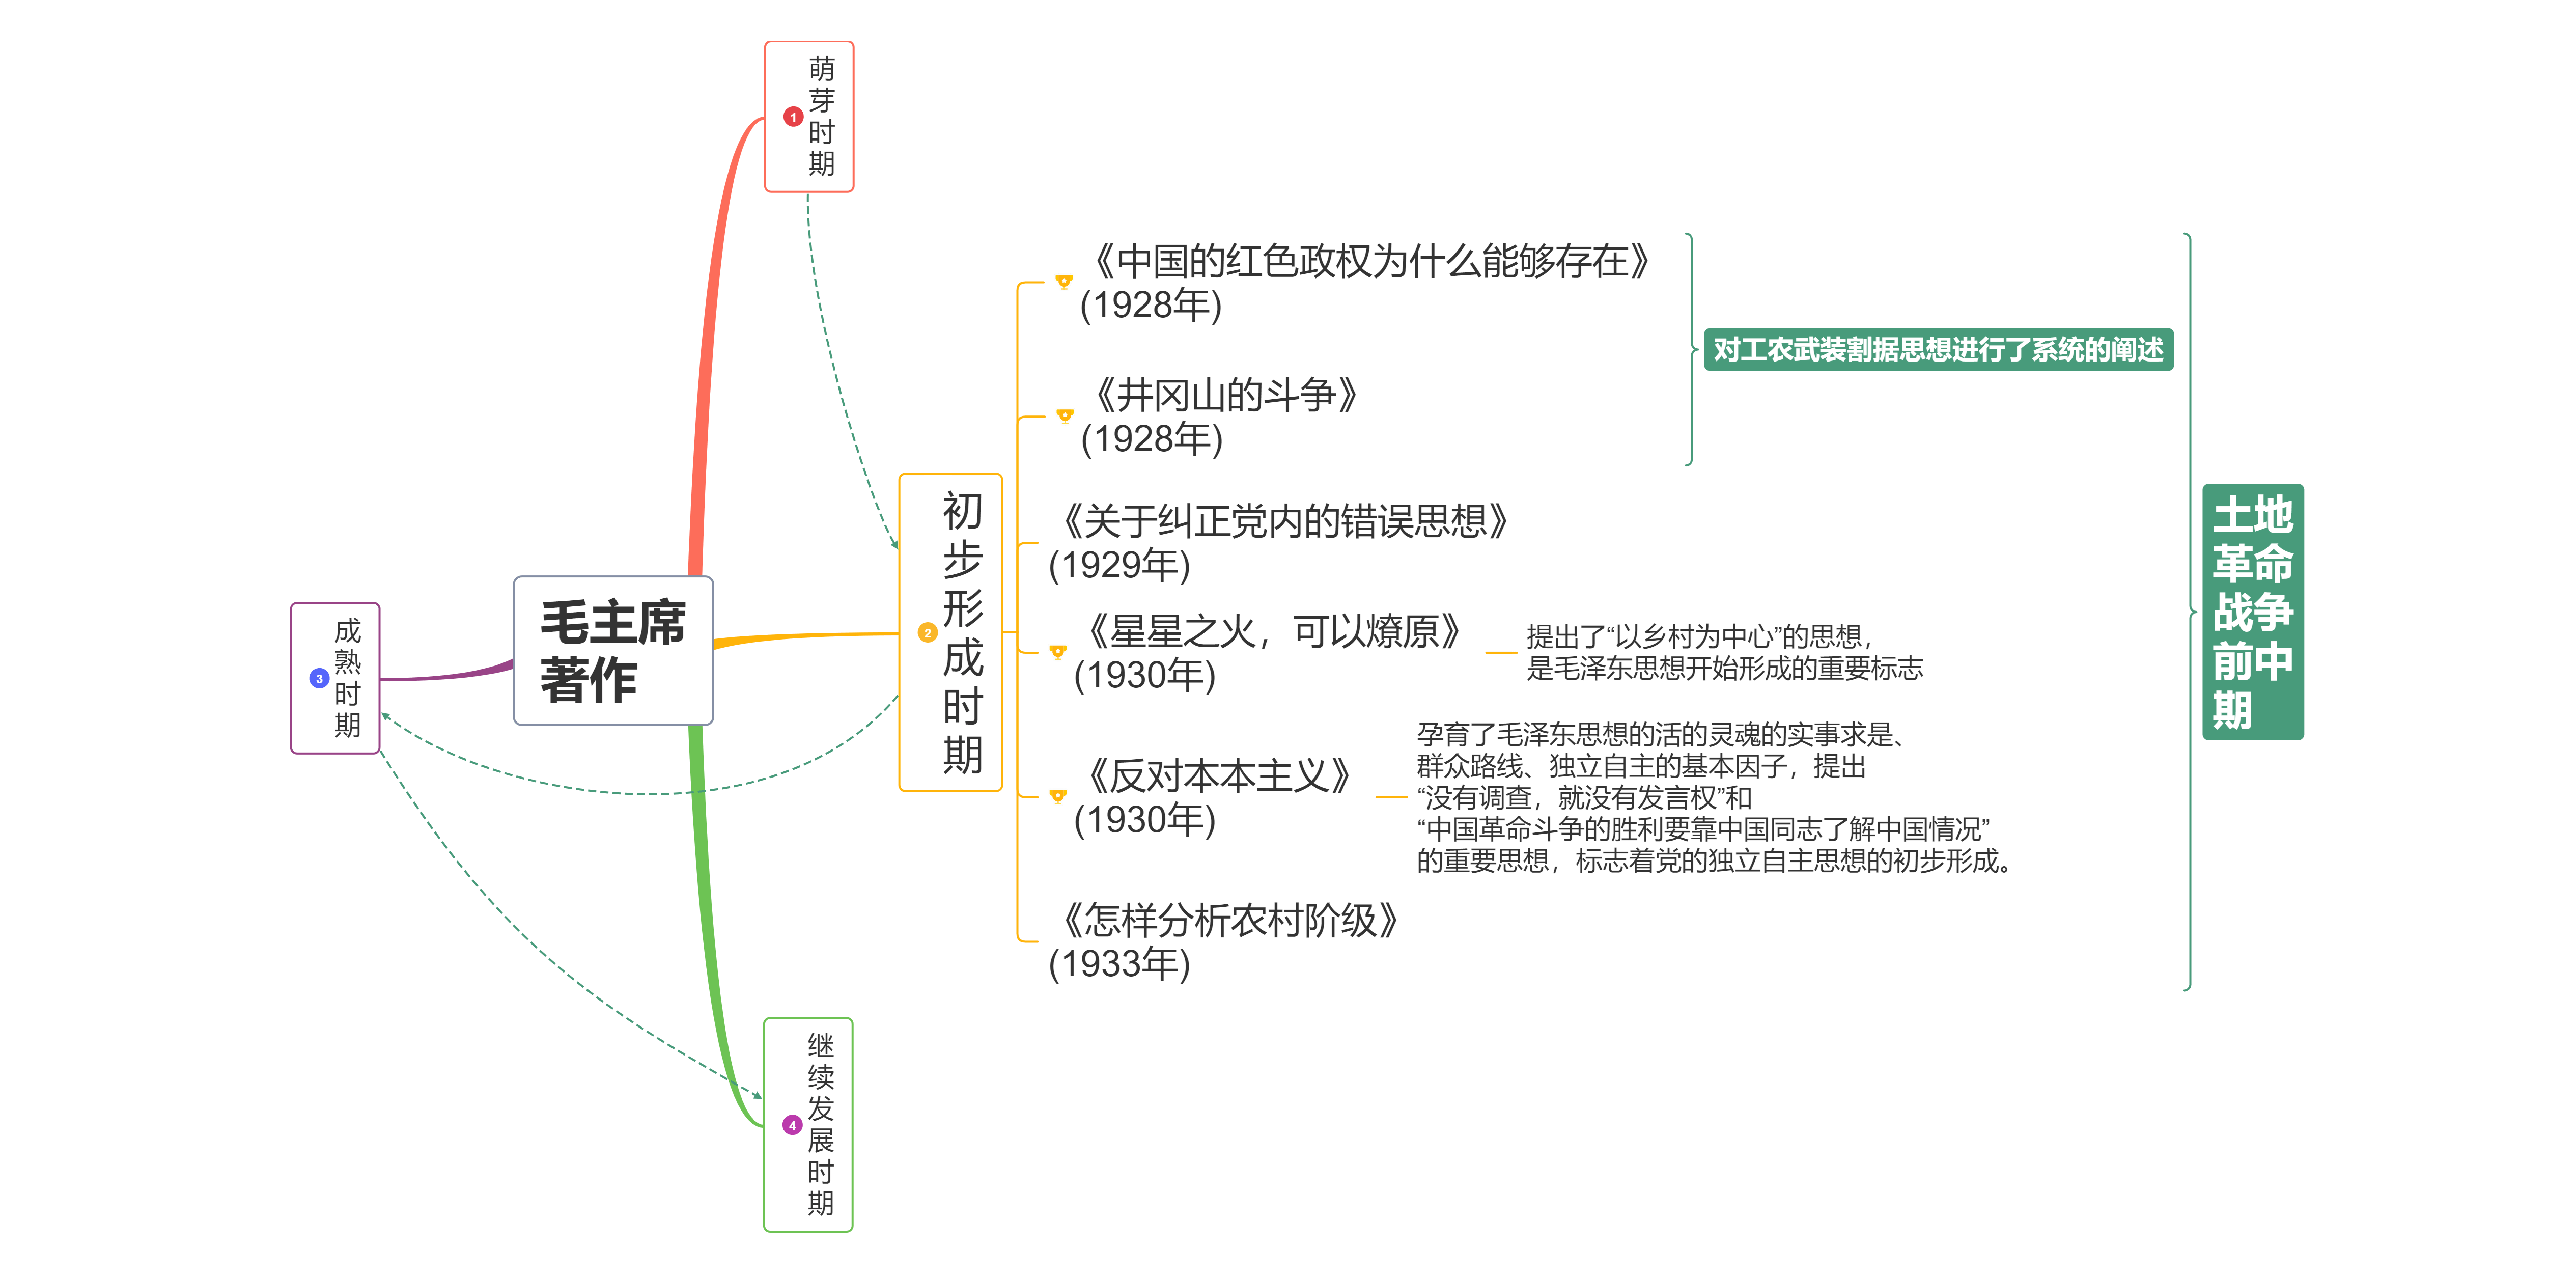 毛主席
著作
1
萌芽时期
2
初步形成时期
《中国的红色政权为什么能够存在》
(1928年)
《井冈山的斗争》
(1928年)
对工农武装割据思想进行了系统的阐述
《关于纠正党内的错误思想》
(1929年)
《星星之火，可以燎原》
(1930年)
提出了“以乡村为中心”的思想，
是毛泽东思想开始形成的重要标志
《反对本本主义》
(1930年)
孕育了毛泽东思想的活的灵魂的实事求是、
群众路线、独立自主的基本因子，提出
“没有调查，就没有发言权”和
“中国革命斗争的胜利要靠中国同志了解中国情况”
的重要思想，标志着党的独立自主思想的初步形成。
《怎样分析农村阶级》
(1933年)
土地
革命
战争
前中
期
3
成熟时期
4
继续发展时期